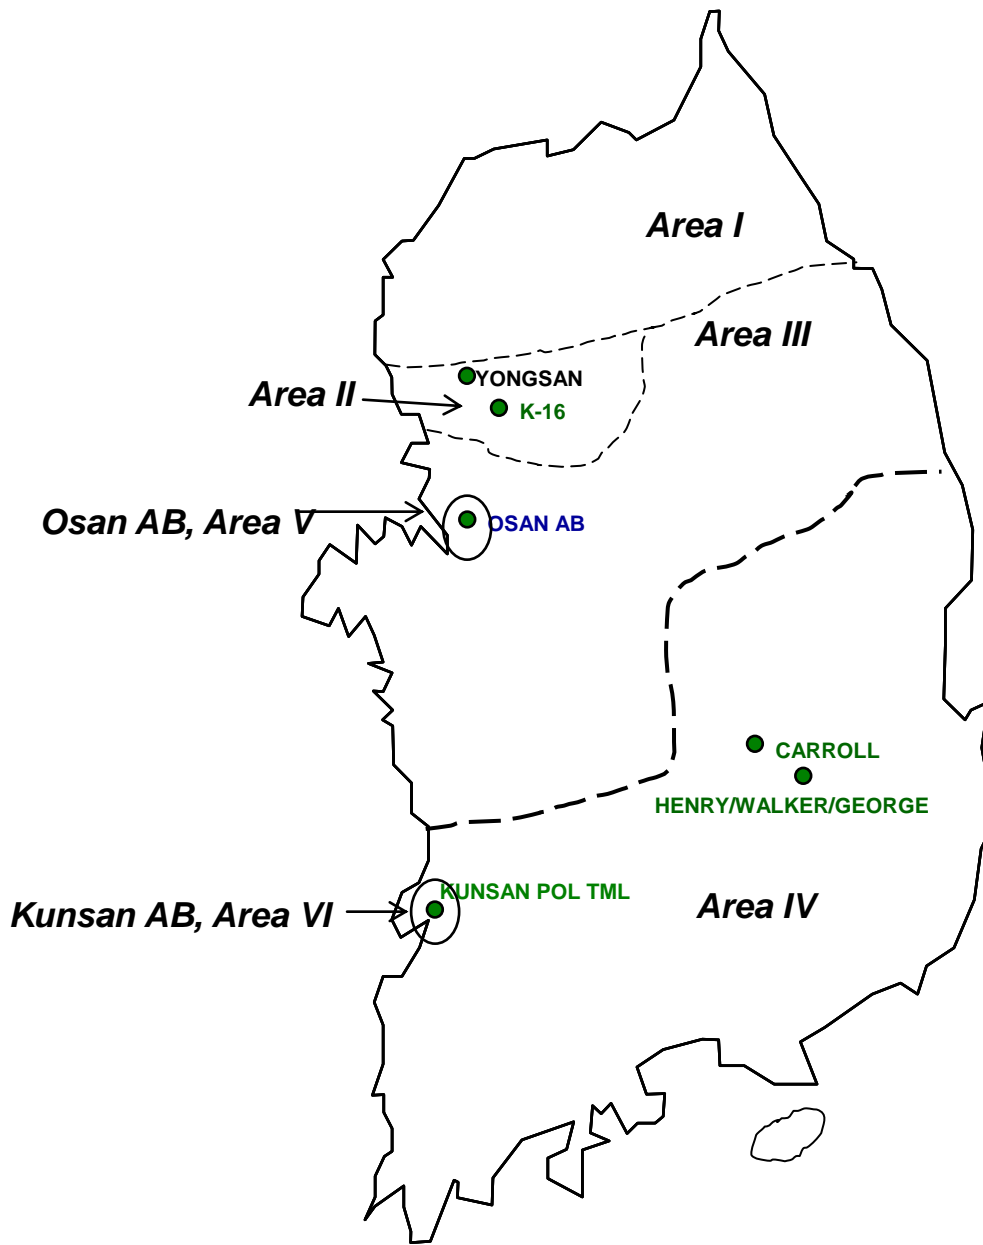 Area I
Area III
YONGSAN
Area II
K-16
Osan AB, Area V
OSAN AB
CARROLL
HENRY/WALKER/GEORGE
KUNSAN POL TML
Kunsan AB, Area VI
Area IV